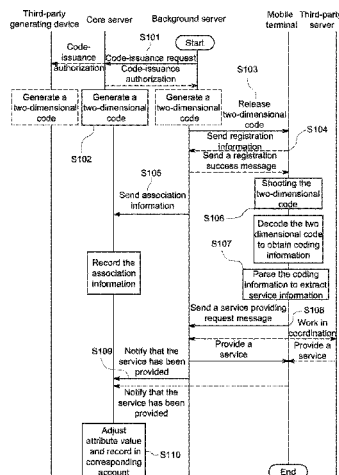 Third-party
generating device
Core server
Background server
Mobile
terminal
Third-party
server
S101
Start
Code-
issuance
authorization
Code-issuance request
Code-issuance
authorization
S103
Generate a
two-dimensional
code
Generate a
two-dimensional
code
Generate a
two-dimensional
code
Release
two-dimensional
code
S104
Send registration
information
S102
Send a registration
success message
S105
Send association
information
Shooting the
two-dimensional
code
S106
Decode the two
dimensional code
to obtain coding
information
S107
Record the
association
information
Parse the coding
information to extract
service information
Send a service providing
request message
S108
Work in
coordination
S109
Notify that the
service has been
provided
Provide a
service
Provide a
service
Notify that the
service has been
provided
Adjust
attribute value
and record in
corresponding
account
S110
End